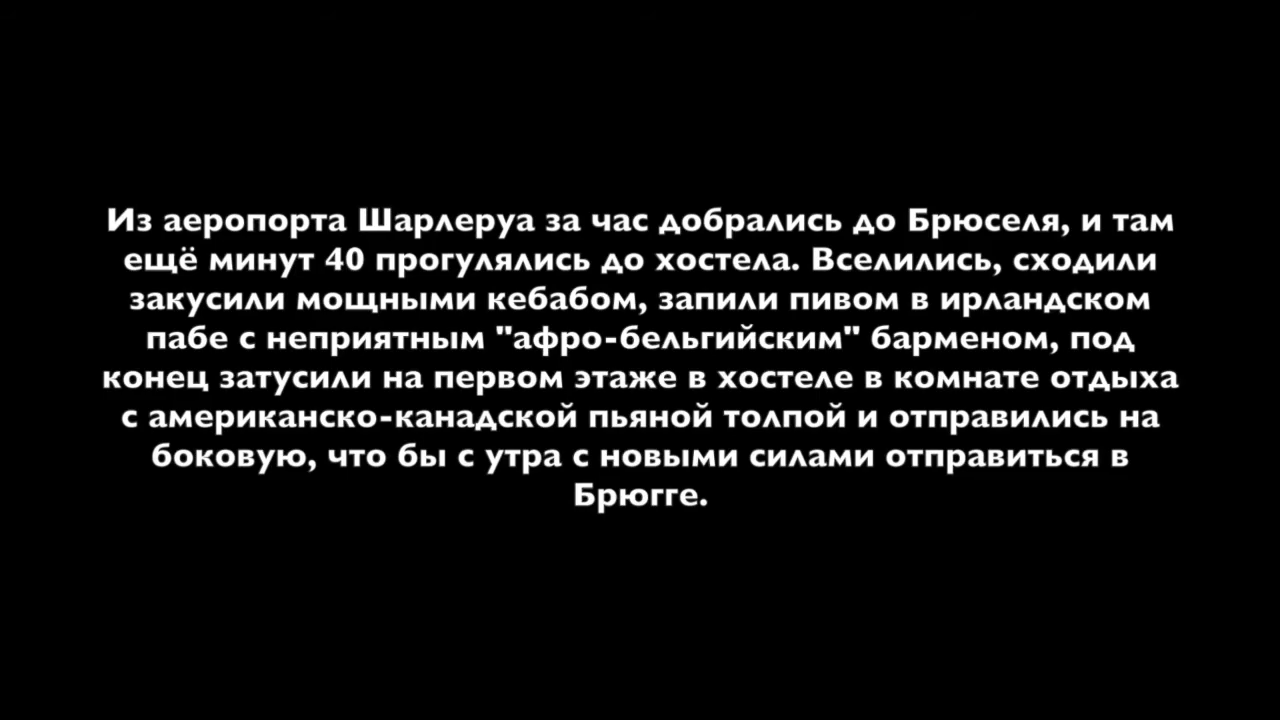 Из аеропорта Шарлеруа за час добрались до Брюселя, и там
ещё минут 40 прогулялись до хостела. Вселились, сходили
закусили мощными кебабом, запили пивом в ирландском
пабе с неприятным "афро-бельгийским" барменом, под
конец затусили на первом этаже в хостеле в комнате отдыха
с американско-канадской пьяной толпой и отправились на
боковую, что бы с утра с новыми силами отправиться в
Брюгге.